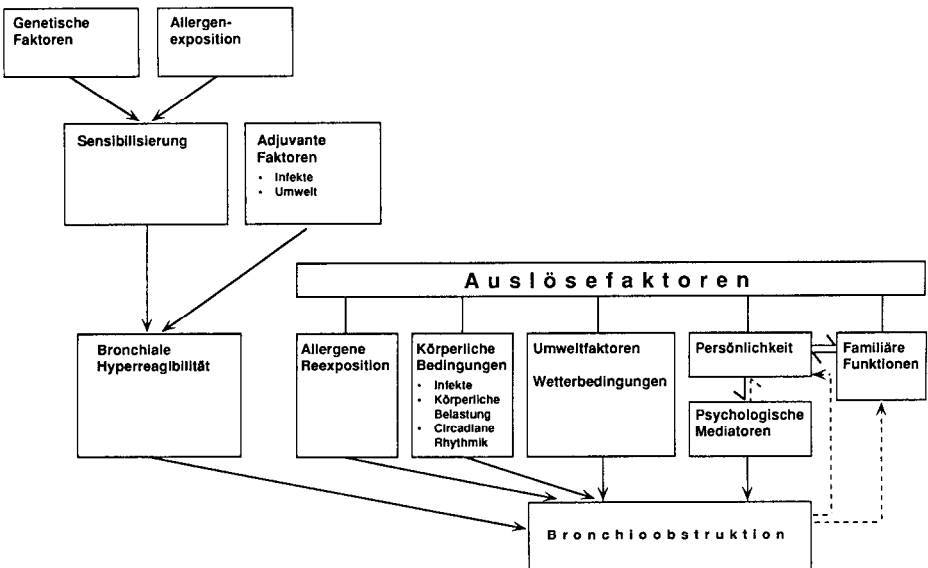 Genetische
Faktoren
Allergen-
exposition
Sensibilisierung
Adjuvante
Faktoren
• Infekte
• Umwelt
Auslösefaktoren
Bronchiale
Hyperreagibilität
Allergene
Reexposition
Körperliche
Bedingungen
• Infekte
• Körperliche
Belastung
• Circadiane
Rhythmik
Umweltfaktoren
Wetterbedingungen
Persönlichkeit
Psychologische
Mediatoren
Familiäre
Funktionen
Bronchioobstruktion